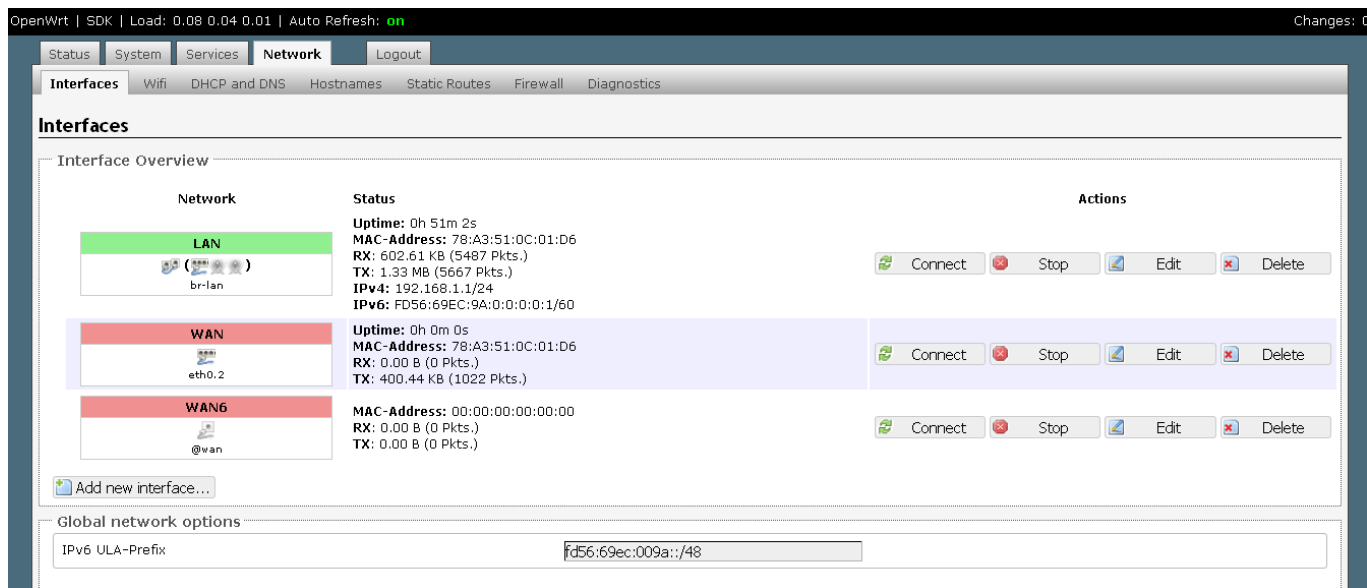 OpenWrt | SDK | Load: 0.08 0.04 0.01 | Auto Refresh: on Changes: 0
Status System Services Network Logout
Interfaces Wifi DHCP and DNS Hostnames Static Routes Firewall Diagnostics
Interfaces
Interface Overview
Network Status Actions
LAN
br-lan
Uptime: 0h 51m 2s
MAC-Address: 78:A3:51:0C:01:D6
RX: 602.61 KB (5487 Pkts.)
TX: 1.33 MB (5667 Pkts.)
IPv4: 192.168.1.1/24
IPv6: FD56:69EC:9A:0:0:0:0:1/60
Connect Stop Edit Delete
WAN
eth0.2
Uptime: 0h 0m 0s
MAC-Address: 78:A3:51:0C:01:D6
RX: 0.00 B (0 Pkts.)
TX: 400.44 KB (1022 Pkts.)
Connect Stop Edit Delete
WAN6
@wan
MAC-Address: 00:00:00:00:00:00
RX: 0.00 B (0 Pkts.)
TX: 0.00 B (0 Pkts.)
Connect Stop Edit Delete
Add new interface...
Global network options
IPv6 ULA-Prefix fd56:69ec:009a::/48